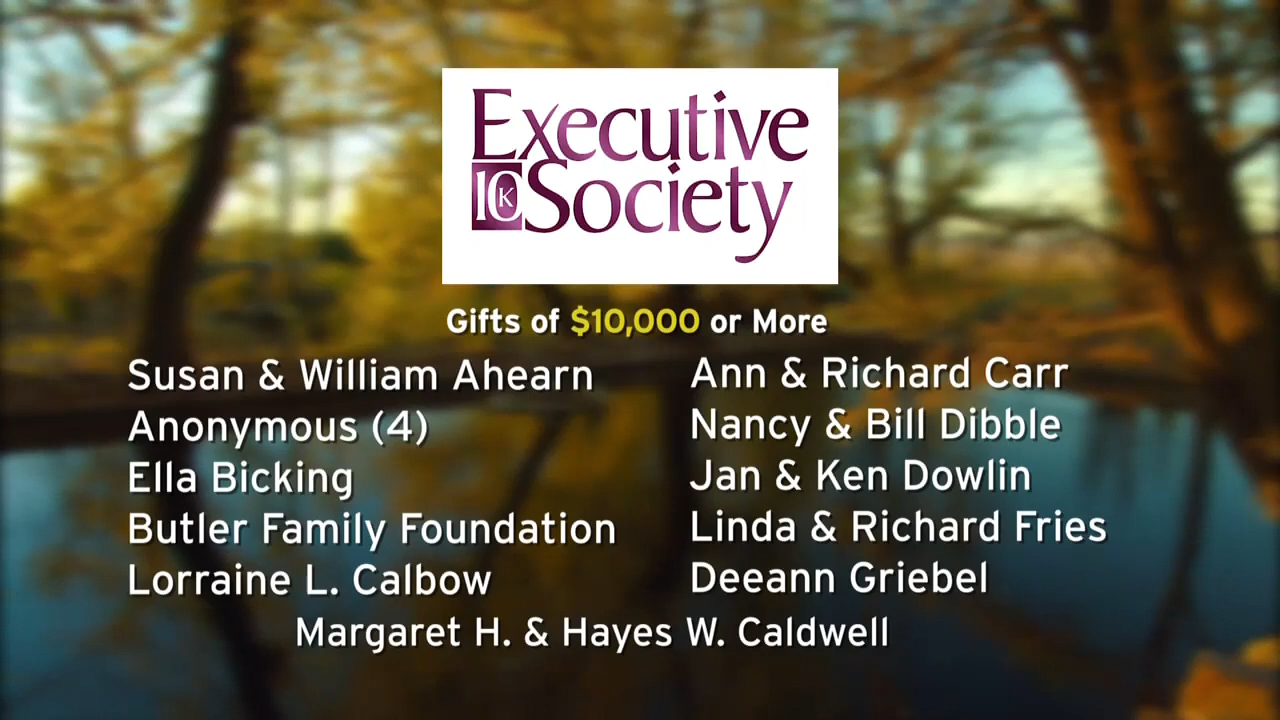 Executive
10K Society
Gifts of $10,000 or More
Susan & William Ahearn
Anonymous (4)
Ella Bicking
Butler Family Foundation
Lorraine L. Calbow
Ann & Richard Carr
Nancy & Bill Dibble
Jan & Ken Dowlin
Linda & Richard Fries
Deeann Griebel
Margaret H. & Hayes W. Caldwell